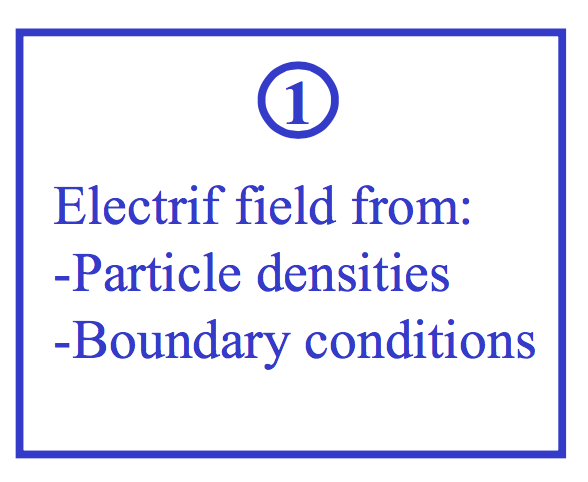 1
Electrif field from:
-Particle densities
-Boundary conditions